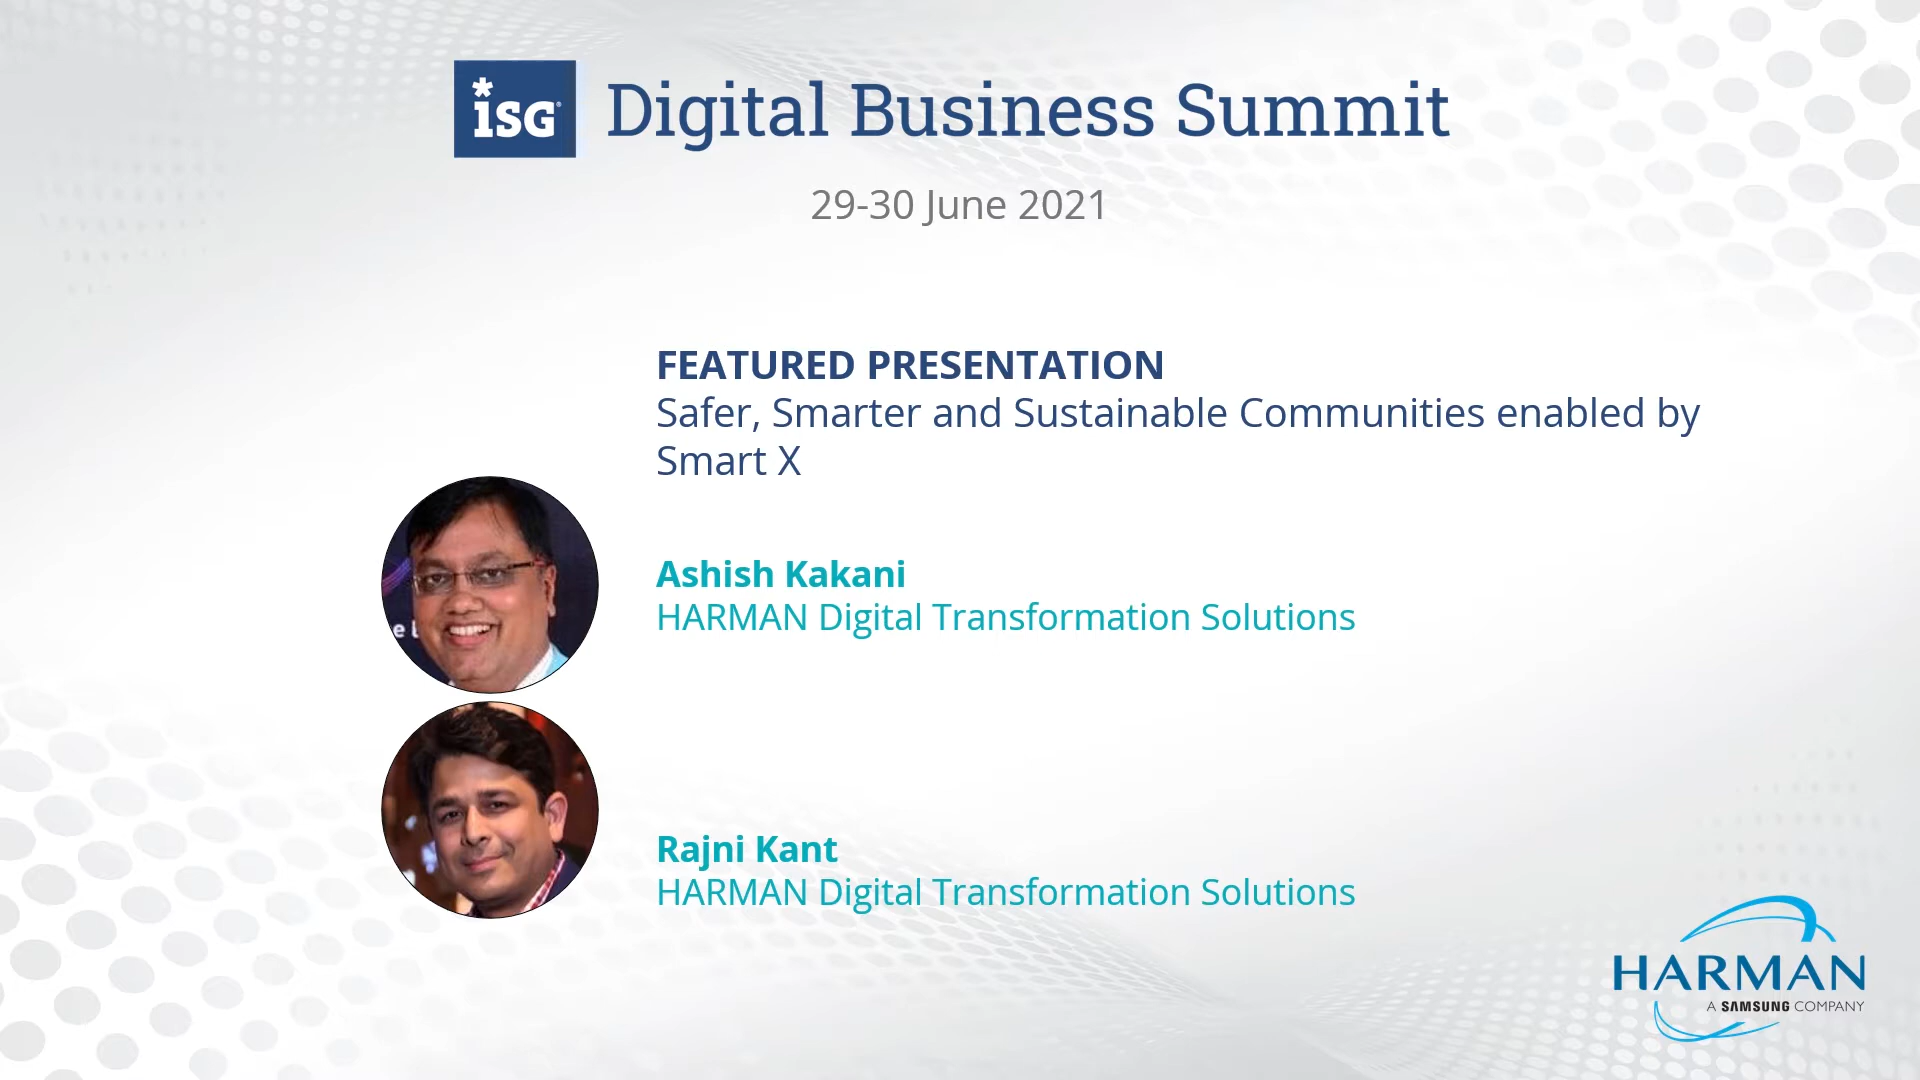 *isG Digital Business Summit
29-30 June 2021
FEATURED PRESENTATION
Safer, Smarter and Sustainable Communities enabled by
Smart X
e l
Ashish Kakani
HARMAN Digital Transformation Solutions
Rajni Kant
HARMAN Digital Transformation Solutions
HARMAN
A SAMSUNG COMPANY